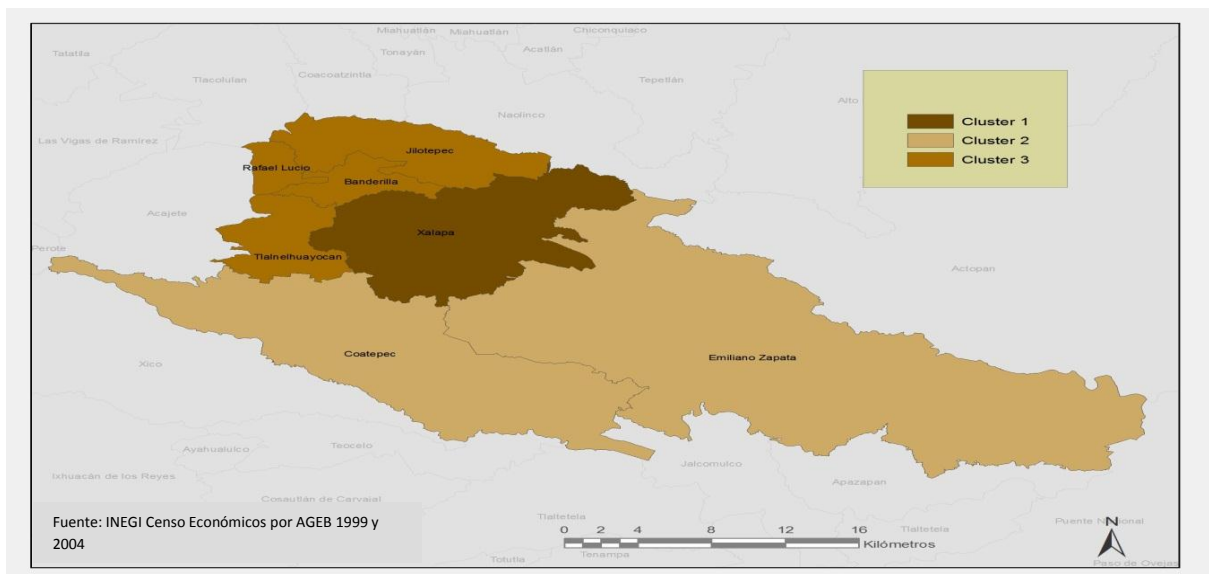 Miahuatlán Miahuatlán Chiconquiaco
Tatatila Tonayán Acatlán
Tlacolulan Coacoatzintla Tepetlán
Alto
Naolinco
Las Vigas de Ramírez
Cluster 1
Cluster 2
Cluster 3
Jilotepec
Rafael Lucio
Banderilla
Acajete
Xalapa
Perote
Tlalnelhuayocan
Actopan
Coatepec
Emiliano Zapata
Xico
Ayahualulco Teocelo
Jalcomulco
Ixhuacán de los Reyes
Apazapan
Cosautlán de Carvajal
Fuente: INEGI Censo Económicos por AGEB 1999 y
2004
Tlaltetela
0 2 4 8 12 16
Kilómetros
Tlaltetela
Puente Nacional
N
Totutla
Tenampa
Paso de Ovejas